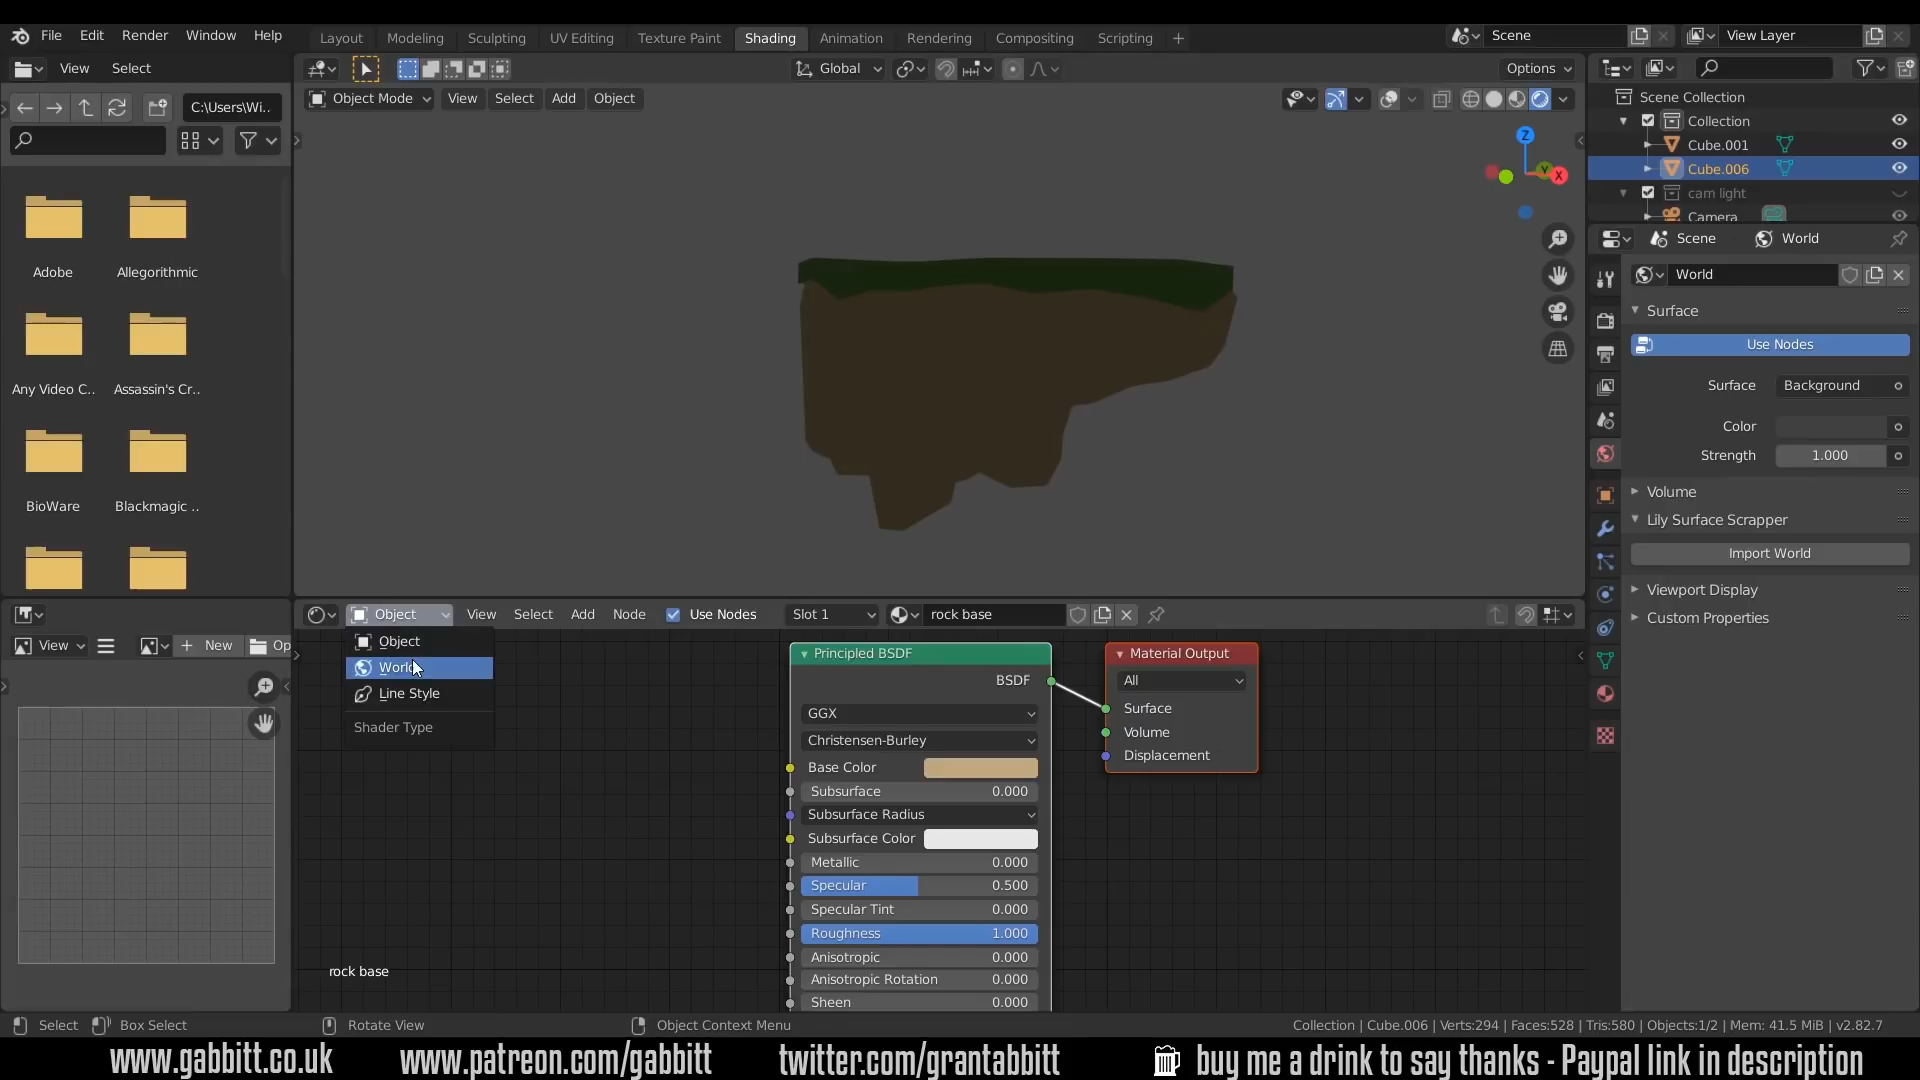 File Edit Render Window Help
Layout Modeling Sculpting UV Editing Texture Paint Shading Animation Rendering Compositing Scripting +
Scene View Layer
View Select
Global Options
C:\Users\Wi..
Object Mode View Select Add Object
Scene Collection
Collection
Cube.001
Cube.006
cam light
Camera
Z
Y
X
Adobe Allegorithmic
Any Video C.. Assassin's Cr..
BioWare Blackmagic ..
Scene World
World
Surface
Use Nodes
Surface Background
Color
Strength 1.000
Volume
Lily Surface Scrapper
Import World
Viewport Display
Custom Properties
Object View Select Add Node Use Nodes Slot 1 rock base
View + New Op
Object
World
Line Style
Shader Type
Principled BSDF
BSDF
GGX
Christensen-Burley
Base Color
Subsurface 0.000
Subsurface Radius
Subsurface Color
Metallic 0.000
Specular 0.500
Specular Tint 0.000
Roughness 1.000
Anisotropic 0.000
Anisotropic Rotation 0.000
Sheen 0.000
Material Output
All
Surface
Volume
Displacement
rock base
Select Box Select Rotate View Object Context Menu
Collection | Cube.006 | Verts:294 | Faces:528 | Tris:580 | Objects:1/2 | Mem: 41.5 MiB | v2.82.7
www.gabbitt.co.uk www.patreon.com/gabbitt twitter.com/grantabbitt buy me a drink to say thanks - Paypal link in description